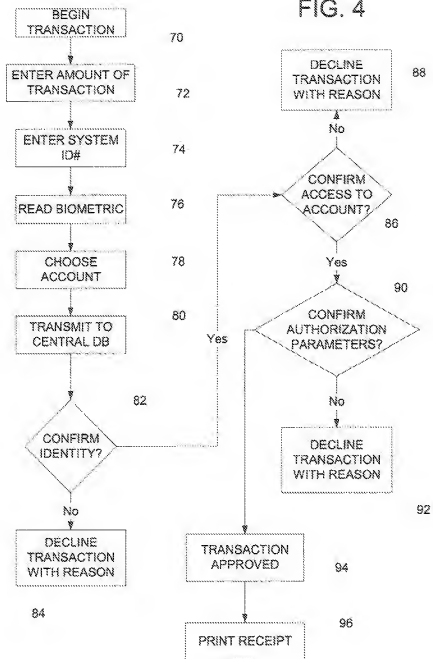 FIG. 4
BEGIN
TRANSACTION
70
ENTER AMOUNT OF
TRANSACTION
72
ENTER SYSTEM
ID#
74
READ BIOMETRIC
76
CHOOSE
ACCOUNT
78
TRANSMIT TO
CENTRAL DB
80
CONFIRM
IDENTITY?
82
Yes
No
DECLINE
TRANSACTION
WITH REASON
84
DECLINE
TRANSACTION
WITH REASON
88
No
CONFIRM
ACCESS TO
ACCOUNT?
86
Yes
90
CONFIRM
AUTHORIZATION
PARAMETERS?
No
DECLINE
TRANSACTION
WITH REASON
92
TRANSACTION
APPROVED
94
PRINT RECEIPT
96